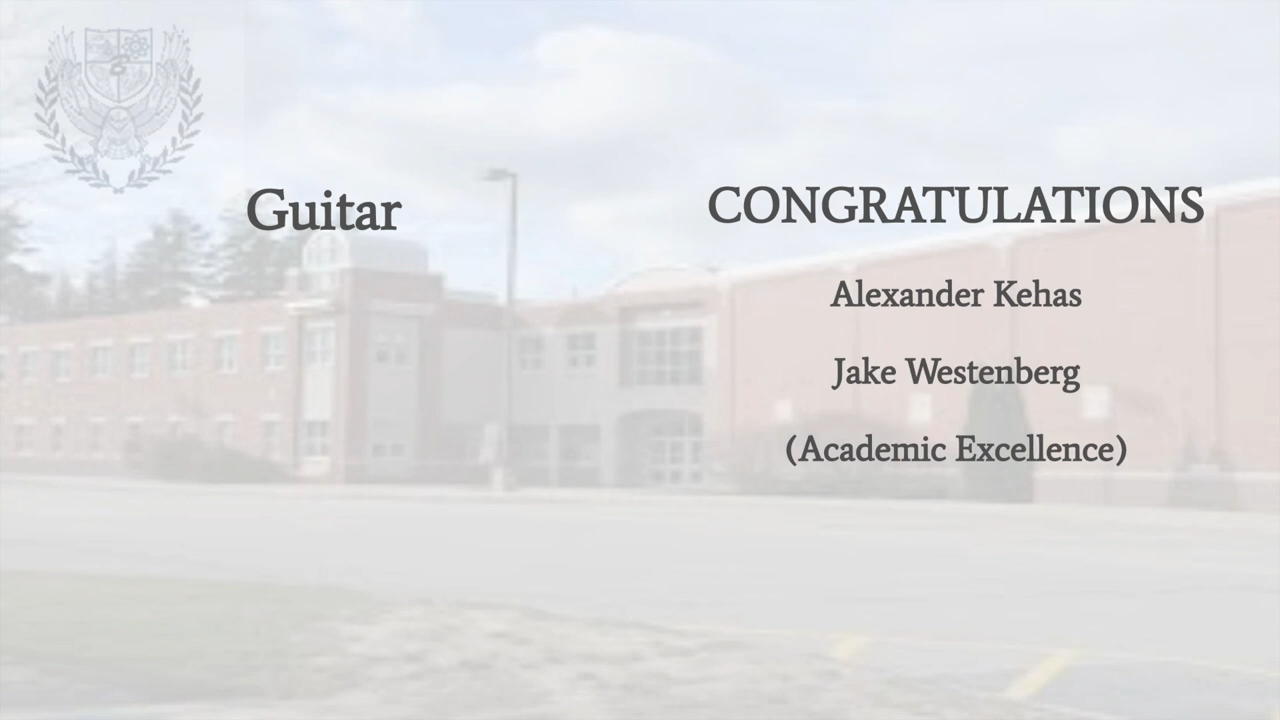 Guitar
CONGRATULATIONS
Alexander Kehas
Jake Westenberg
(Academic Excellence)